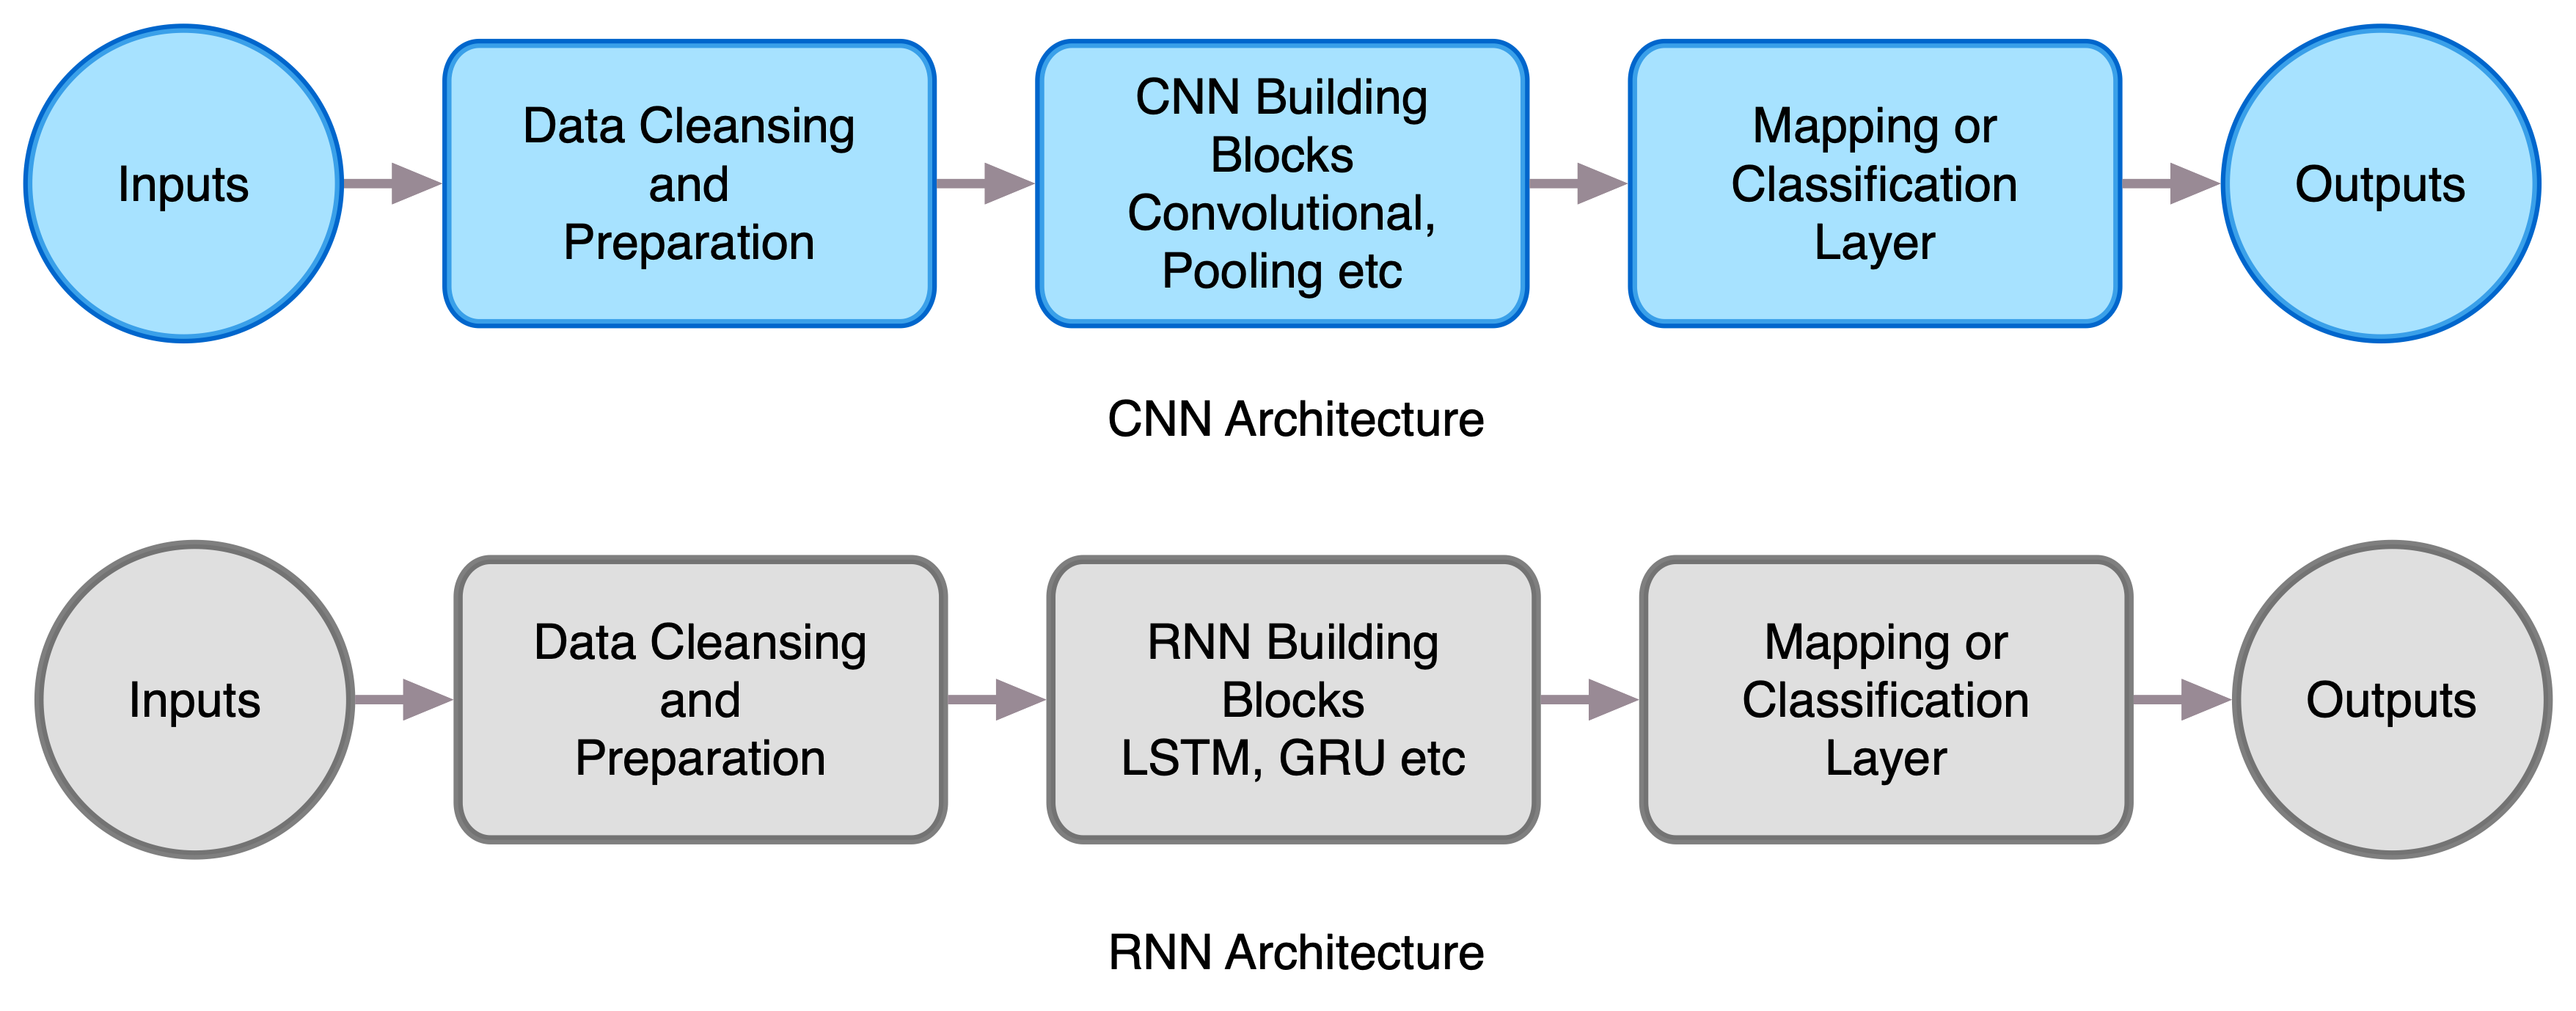 Inputs
Data Cleansing
and
Preparation
CNN Building
Blocks
Convolutional,
Pooling etc
Mapping or
Classification
Layer
Outputs
CNN Architecture
Inputs
Data Cleansing
and
Preparation
RNN Building
Blocks
LSTM, GRU etc
Mapping or
Classification
Layer
Outputs
RNN Architecture